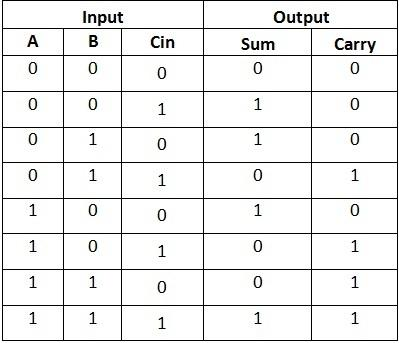 Input Output
A B Cin Sum Carry
0 0 0 0 0
0 0 1 1 0
0 1 0 1 0
0 1 1 0 1
1 0 0 1 0
1 0 1 0 1
1 1 0 0 1
1 1 1 1 1